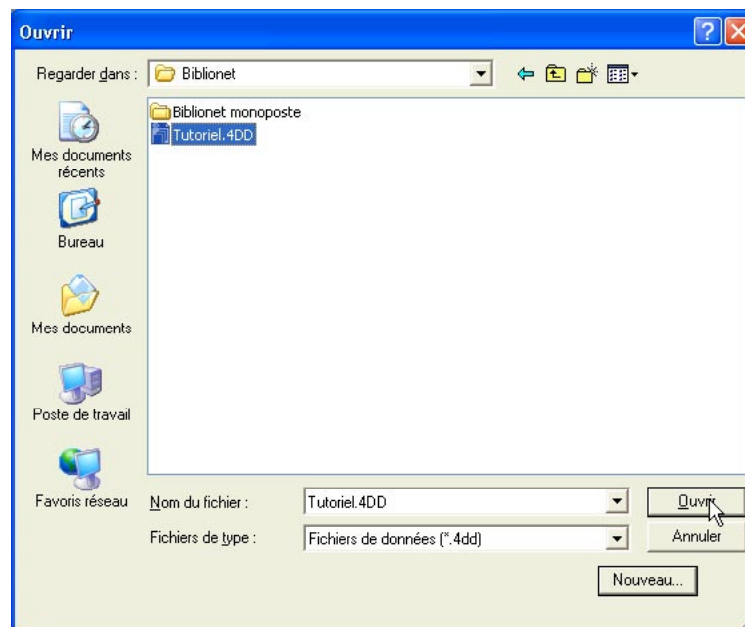 Ouvrir
Regarder dans :
Biblionet
Biblionet monoposte
Tutoriel.4DD
Mes documents
récents
Bureau
Mes documents
Poste de travail
Favoris réseau
Nom du fichier :
Tutoriel.4DD
Ouvrir
Fichiers de type :
Fichiers de données (*.4dd)
Annuler
Nouveau...